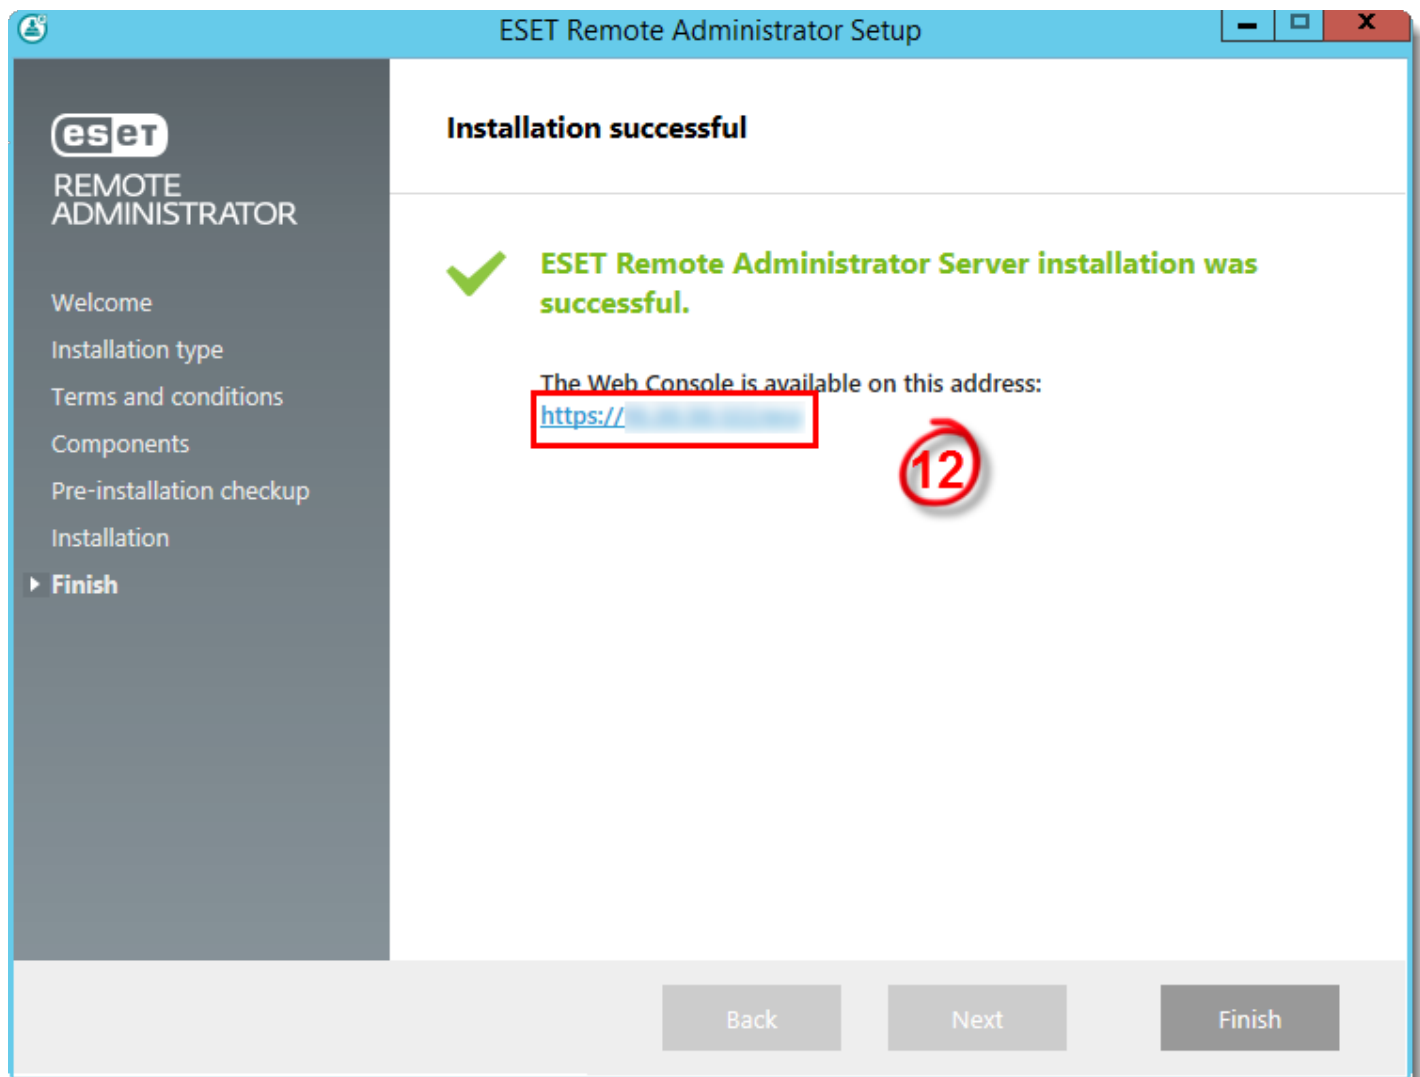 ESET Remote Administrator Setup
eset
REMOTE
ADMINISTRATOR
Welcome
Installation type
Terms and conditions
Components
Pre-installation checkup
Installation
Finish
Installation successful
ESET Remote Administrator Server installation was
successful.
The Web Console is available on this address:
https://
12
Back
Next
Finish